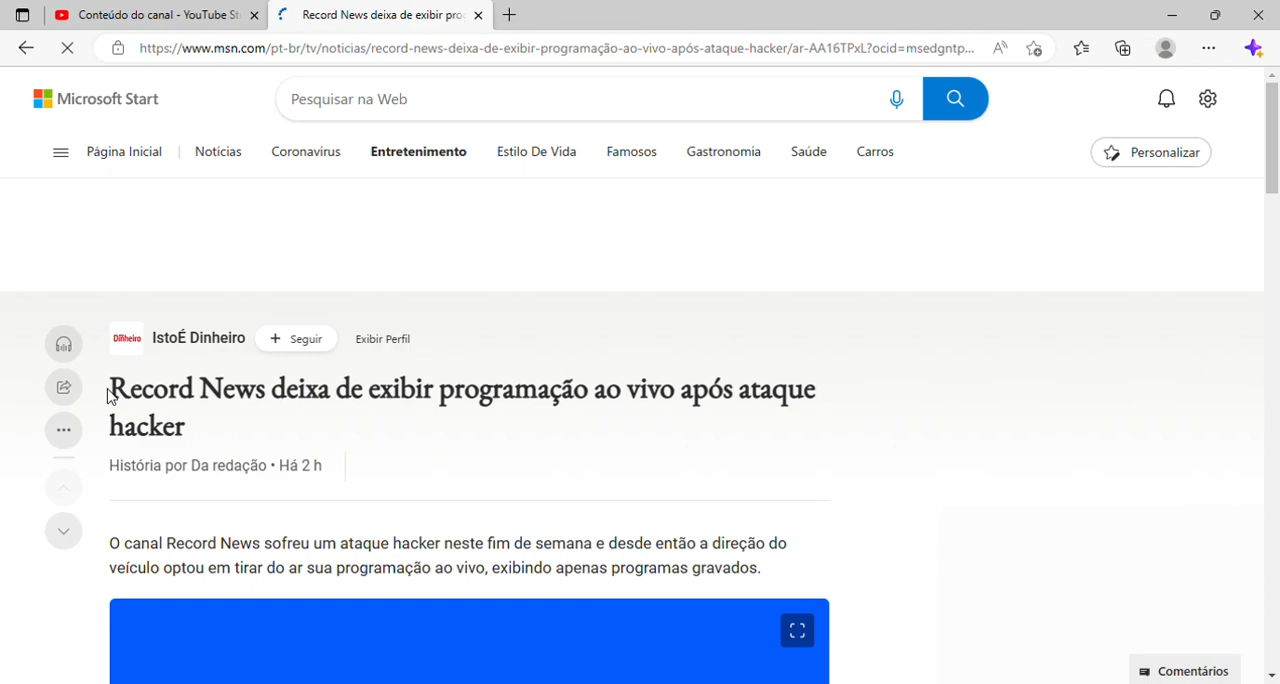 Conteúdo do canal - YouTube St
Record News deixa de exibir pro
https://www.msn.com/pt-br/tv/noticias/record-news-deixa-de-exibir-programação-ao-vivo-após-ataque-hacker/ar-AA16TPxL?ocid=msedgntp...
Microsoft Start
Pesquisar na Web
Página Inicial
Notícias
Coronavírus
Entretenimento
Estilo De Vida
Famosos
Gastronomia
Saúde
Carros
Personalizar
Dinheiro
IstoÉ Dinheiro
+ Seguir
Exibir Perfil
Record News deixa de exibir programação ao vivo após ataque
hacker
História por Da redação • Há 2 h
O canal Record News sofreu um ataque hacker neste fim de semana e desde então a direção do
veículo optou em tirar do ar sua programação ao vivo, exibindo apenas programas gravados.
Comentários